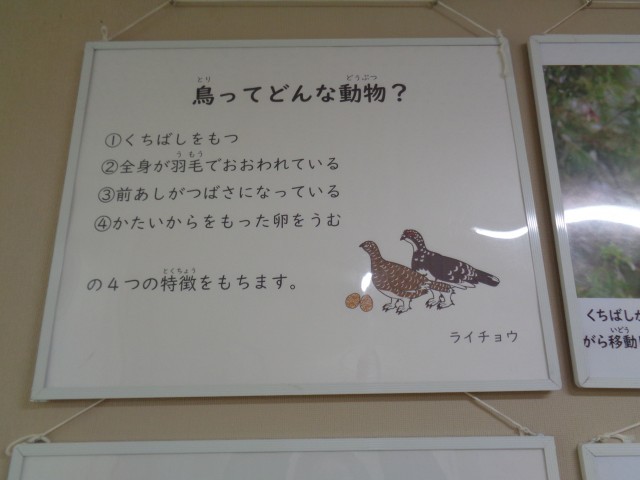 鳥ってどんな動物？
①くちばしをもつ
②全身が羽毛でおおわれている
③前あしがつばさになっている
④かたいからをもった卵をうむ
の４つの特徴をもちます。
ライチョウ
くちばしが
がら移動